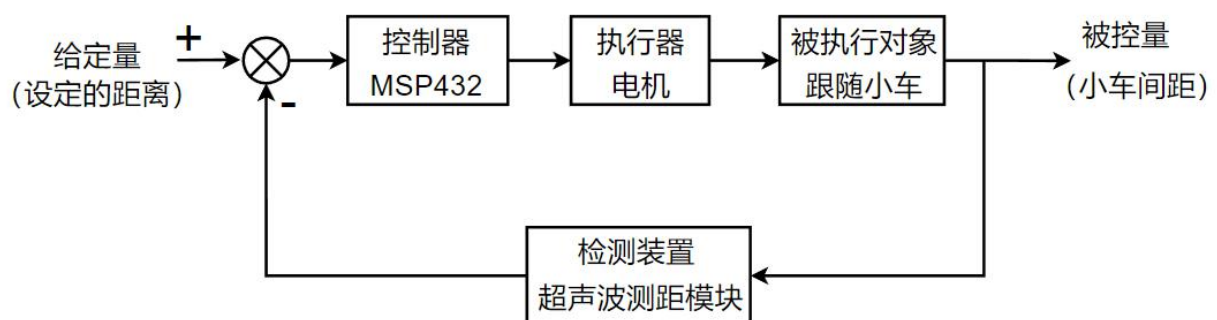 给定量
（设定的距离）
+
-
控制器
MSP432
执行器
电机
被执行对象
跟随小车
被控量
（小车间距）
检测装置
超声波测距模块